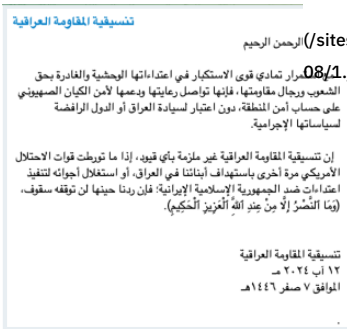 تنسيقية المقاومة العراقية
الرحمن الرحيم
(/sites
08/1.
استمرار تمادي قوى الاستكبار في اعتداءاتها الوحشية والغادرة بحق
الشعوب ورجال مقاومتها، فإنها تواصل رعايتها ودعمها لأمن الكيان الصهيوني
على حساب أمن المنطقة، دون اعتبار لسيادة العراق أو الدول الرافضة
لسياساتها الإجرامية.
إن تنسيقية المقاومة العراقية غير ملزمة بأي قيود، إذا ما تورطت قوات الاحتلال
الأمريكي مرة أخرى باستهداف أبنائنا في العراق، أو استغلال أجوائه لتنفيذ
اعتداءات ضد الجمهورية الإسلامية الإيرانية؛ فإن ردنا حينها لن توقفه سقوف،
(وَمَا النَّصْرُ إِلَّا مِنْ عِندِ اللَّهِ الْعَزِيزِ الْحَكِيمِ).
تنسيقية المقاومة العراقية
١٢ آب ٢٠٢٤ مـ
الموافق ٧ صفر ١٤٤٦هـ